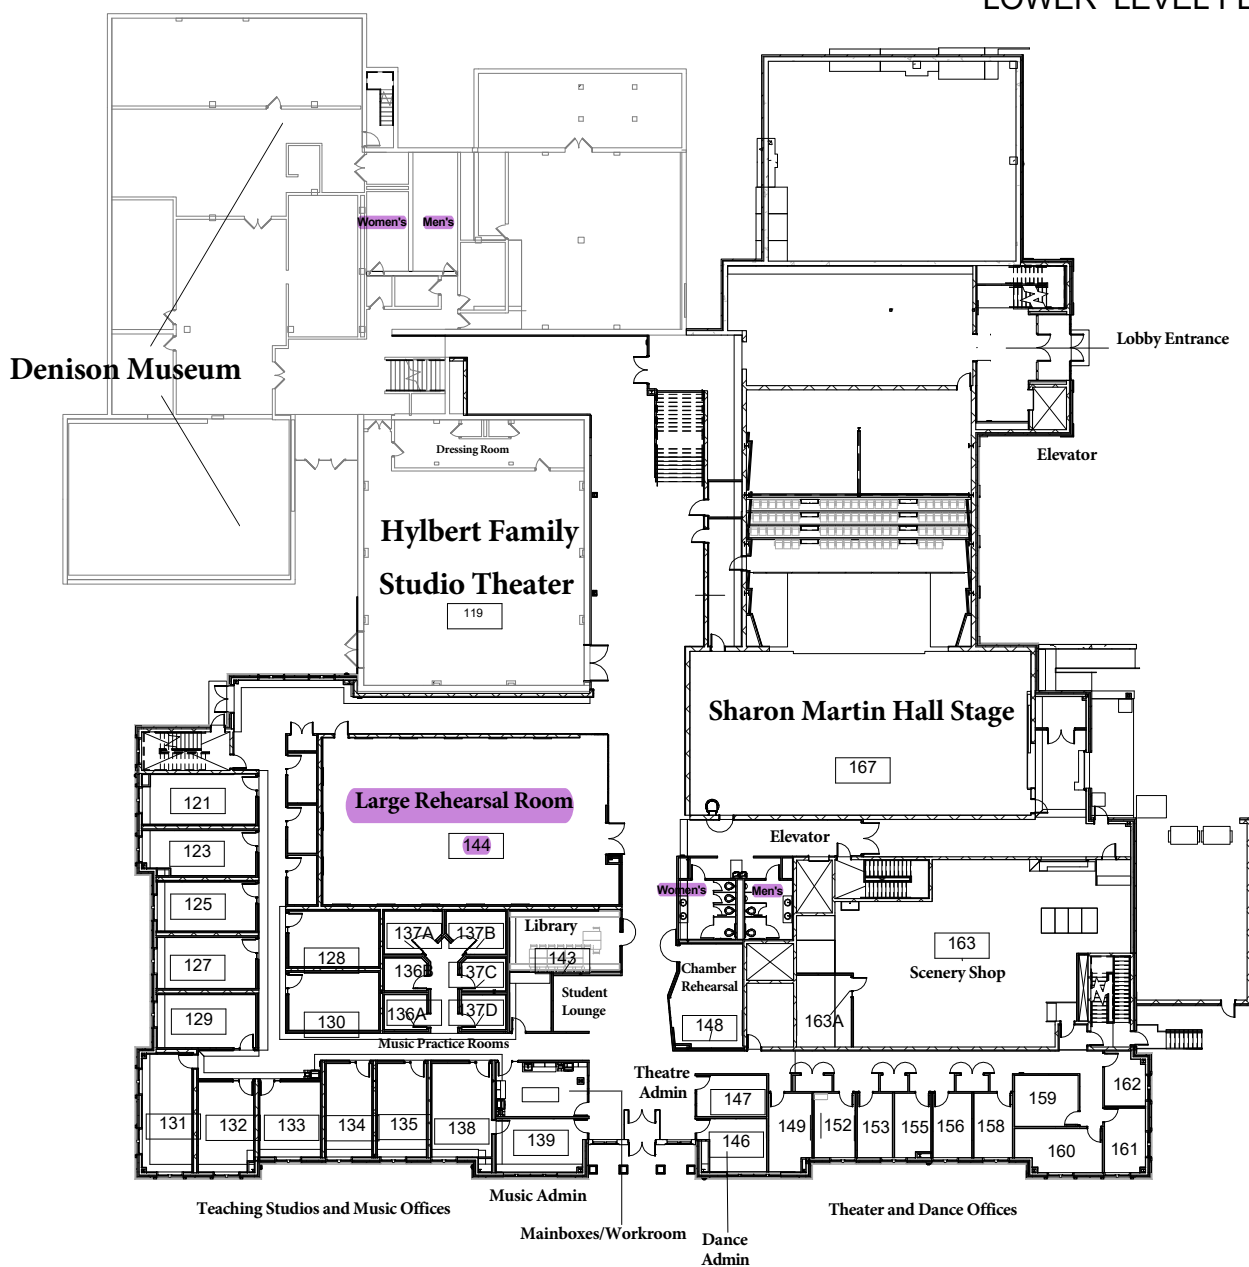 LOWER LEVEL
Women's
Men's
Lobby Entrance
Denison Museum
Elevator
Dressing Room
Hylbert Family
Studio Theater
119
Sharon Martin Hall Stage
167
Large Rehearsal Room
144
Elevator
121
123
125
127
129
Women's
Men's
Library
143
137A
137B
128
136B
137C
136A
137D
130
Student
Lounge
Music Practice Rooms
Chamber
Rehearsal
148
163
Scenery Shop
163A
Theatre
Admin
147
146
131
132
133
134
135
138
139
149
152
153
155
156
158
159
160
161
162
Music Admin
Teaching Studios and Music Offices
Mainboxes/Workroom
Dance
Admin
Theater and Dance Offices